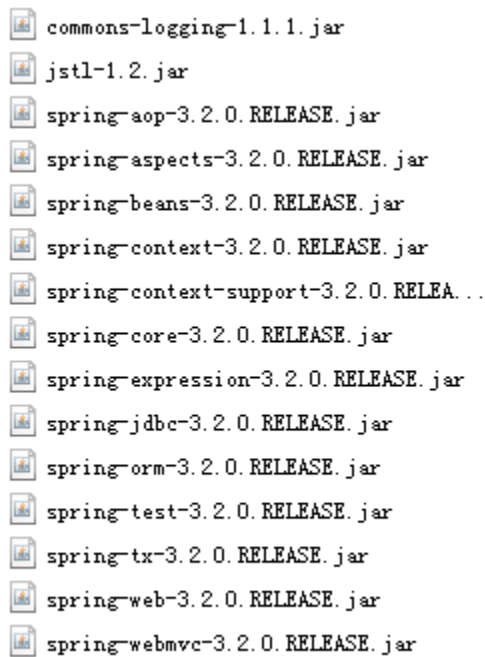 commons-logging-1.1.1.jar
jstl-1.2.jar
spring-aop-3.2.0.RELEASE.jar
spring-aspects-3.2.0.RELEASE.jar
spring-beans-3.2.0.RELEASE.jar
spring-context-3.2.0.RELEASE.jar
spring-context-support-3.2.0.RELEA...
spring-core-3.2.0.RELEASE.jar
spring-expression-3.2.0.RELEASE.jar
spring-jdbc-3.2.0.RELEASE.jar
spring-orm-3.2.0.RELEASE.jar
spring-test-3.2.0.RELEASE.jar
spring-tx-3.2.0.RELEASE.jar
spring-web-3.2.0.RELEASE.jar
spring-webmvc-3.2.0.RELEASE.jar